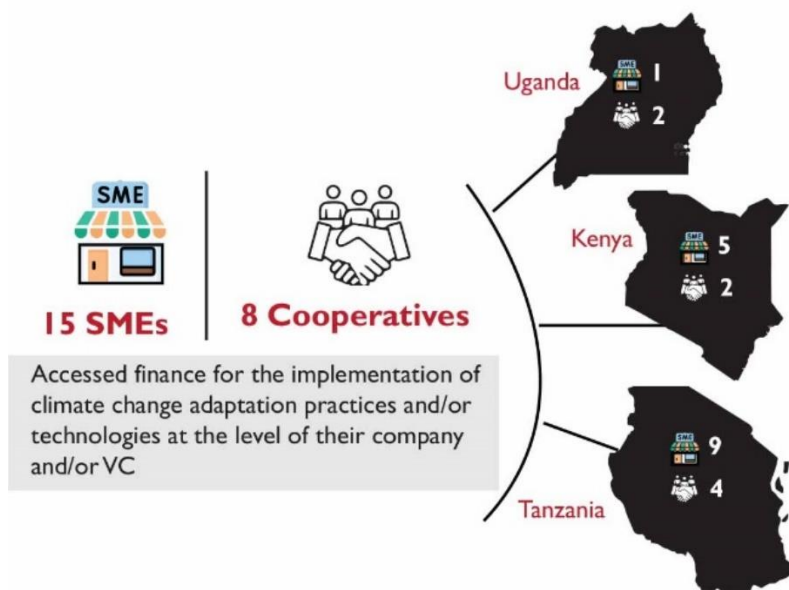 SME
15 SMEs
8 Cooperatives
Accessed finance for the implementation of
climate change adaptation practices and/or
technologies at the level of their company
and/or VC
Uganda
SME 1
2
Kenya
SME 5
2
Tanzania
SME 9
4